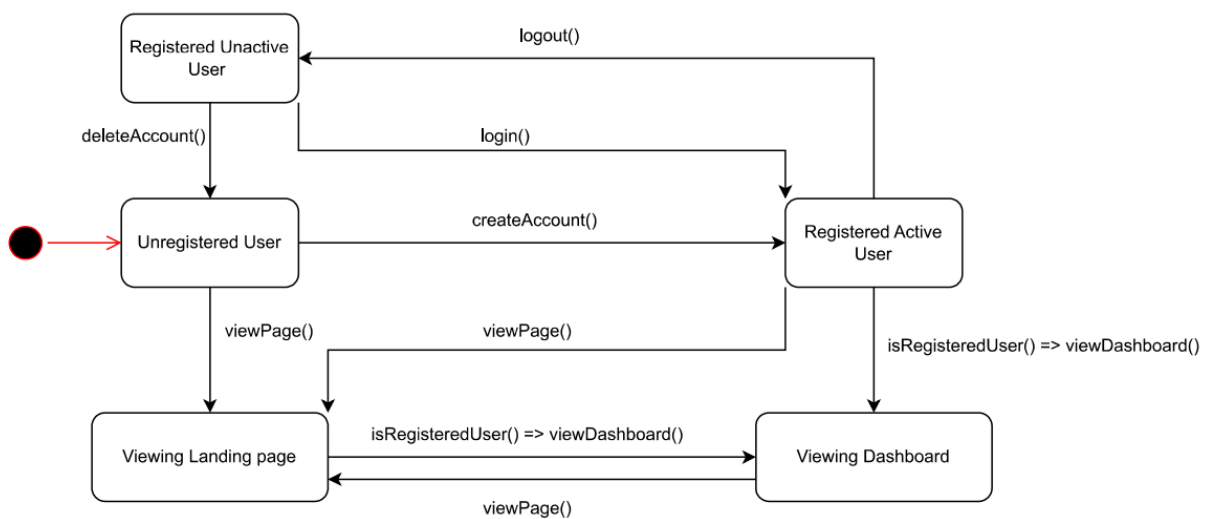 logout()
Registered Unactive
User
deleteAccount()
login()
Unregistered User
createAccount()
Registered Active
User
viewPage()
viewPage()
isRegisteredUser() => viewDashboard()
Viewing Landing page
isRegisteredUser() => viewDashboard()
Viewing Dashboard
viewPage()